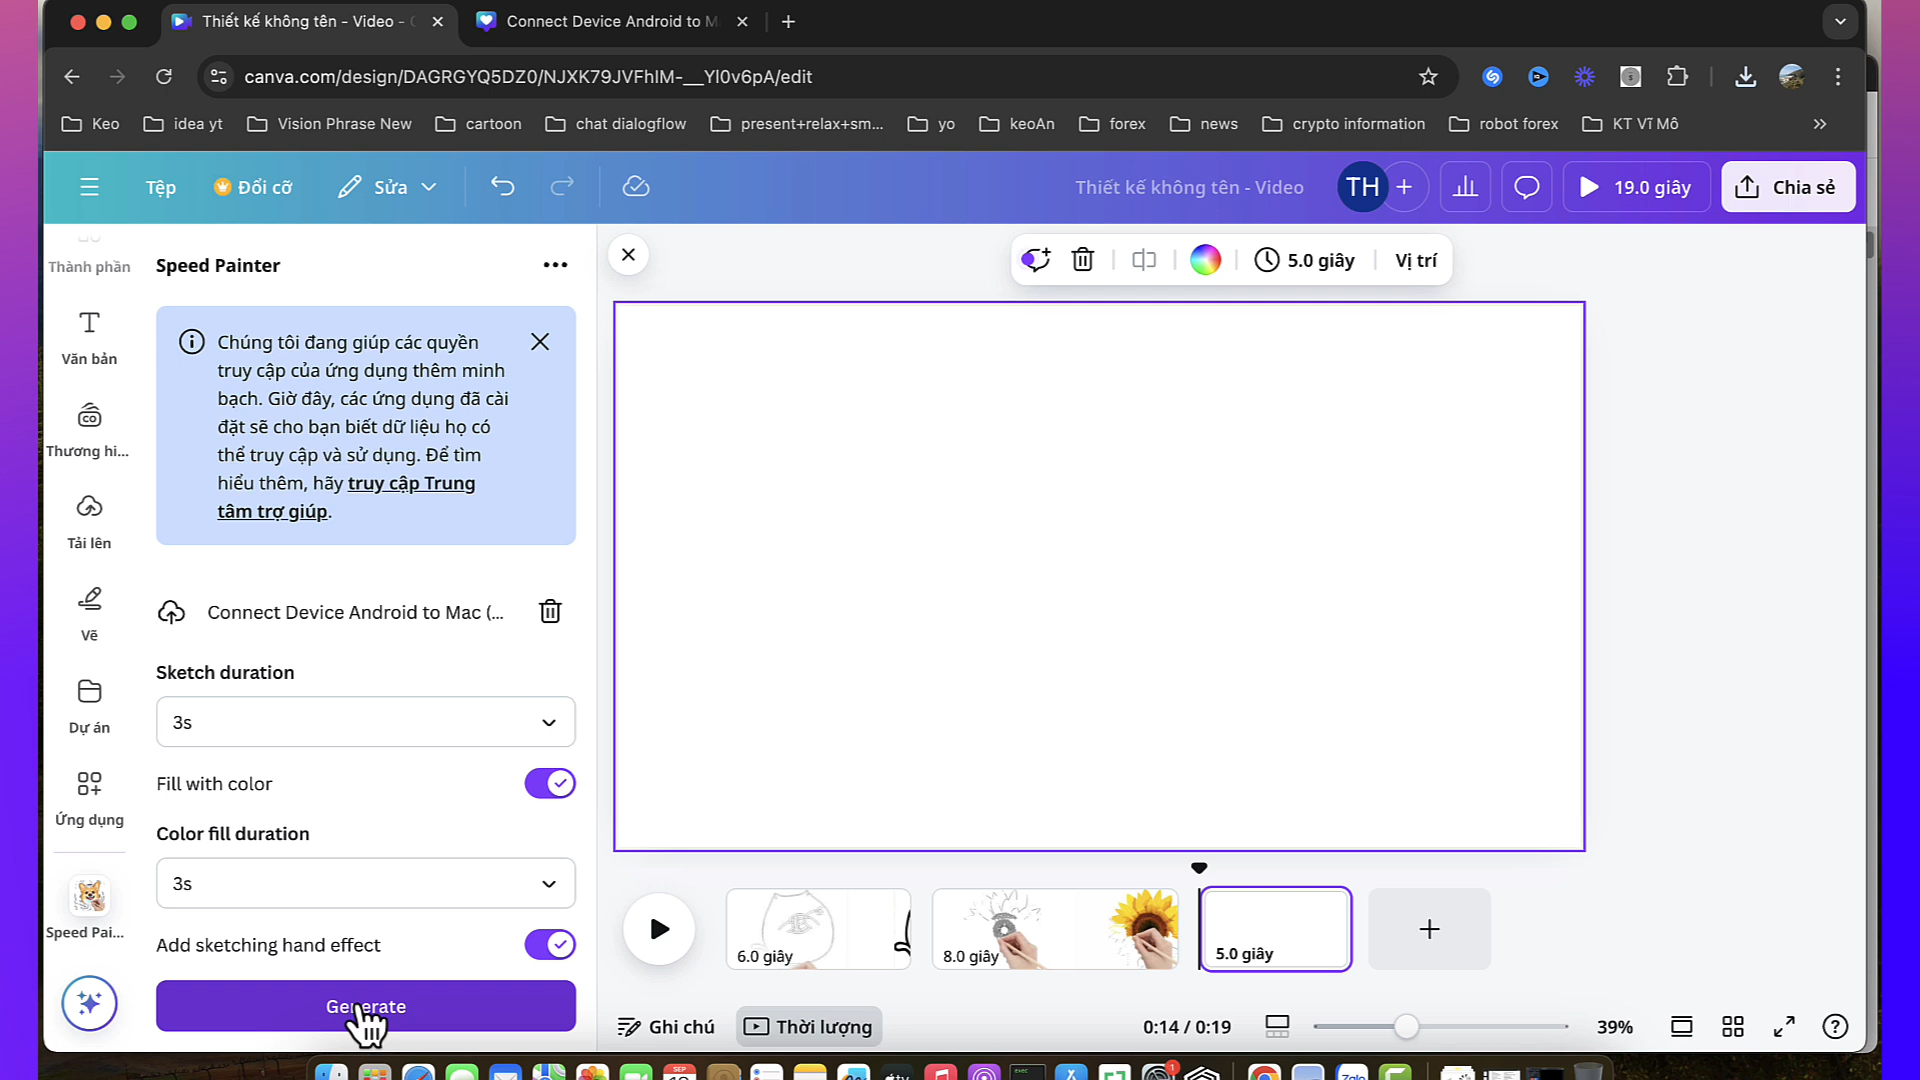 Thiết kế không tên - Video -
Connect Device Android to M
canva.com/design/DAGRGYQ5DZ0/NJXK79JVFhIM-__YI0v6pA/edit
Keo
idea yt
Vision Phrase New
cartoon
chat dialogflow
present+relax+sm...
yo
keoAn
forex
news
crypto information
robot forex
KT Vĩ Mô
Tệp
Đổi cỡ
Sửa
Thiết kế không tên - Video
TH
19.0 giây
Chia sẻ
Thành phần
Văn bản
Thương hi...
Tải lên
Vẽ
Dự án
Ứng dụng
Speed Pai...
Speed Painter
Chúng tôi đang giúp các quyền
truy cập của ứng dụng thêm minh
bạch. Giờ đây, các ứng dụng đã cài
đặt sẽ cho bạn biết dữ liệu họ có
thể truy cập và sử dụng. Để tìm
hiểu thêm, hãy truy cập Trung
tâm trợ giúp.
Connect Device Android to Mac (...
Sketch duration
3s
Fill with color
Color fill duration
3s
Add sketching hand effect
Generate
5.0 giây
Vị trí
6.0 giây
8.0 giây
5.0 giây
Ghi chú
Thời lượng
0:14 / 0:19
39%